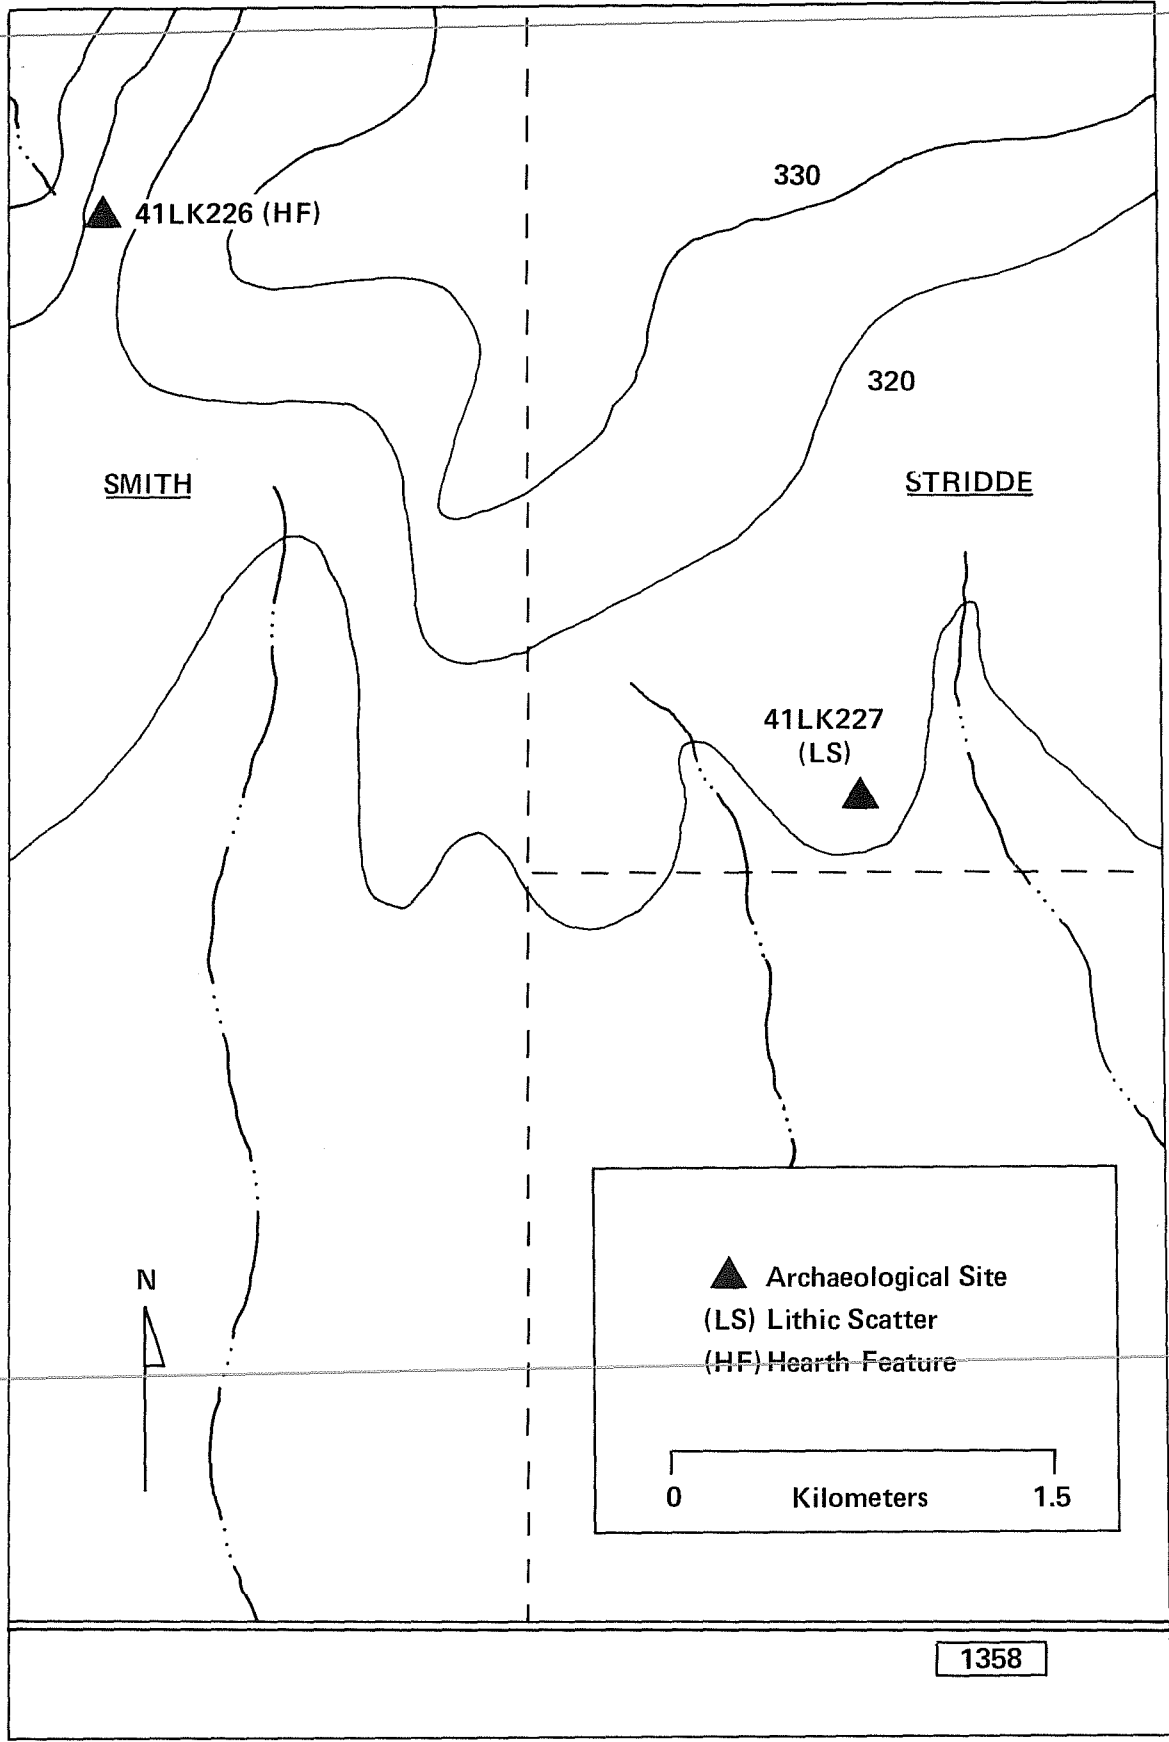 330
41LK226 (HF)
320
SMITH
STRIDDE
41LK227
(LS)
N
Archaeological Site
(LS) Lithic Scatter
(HF) Hearth Feature
0 Kilometers 1.5
1358